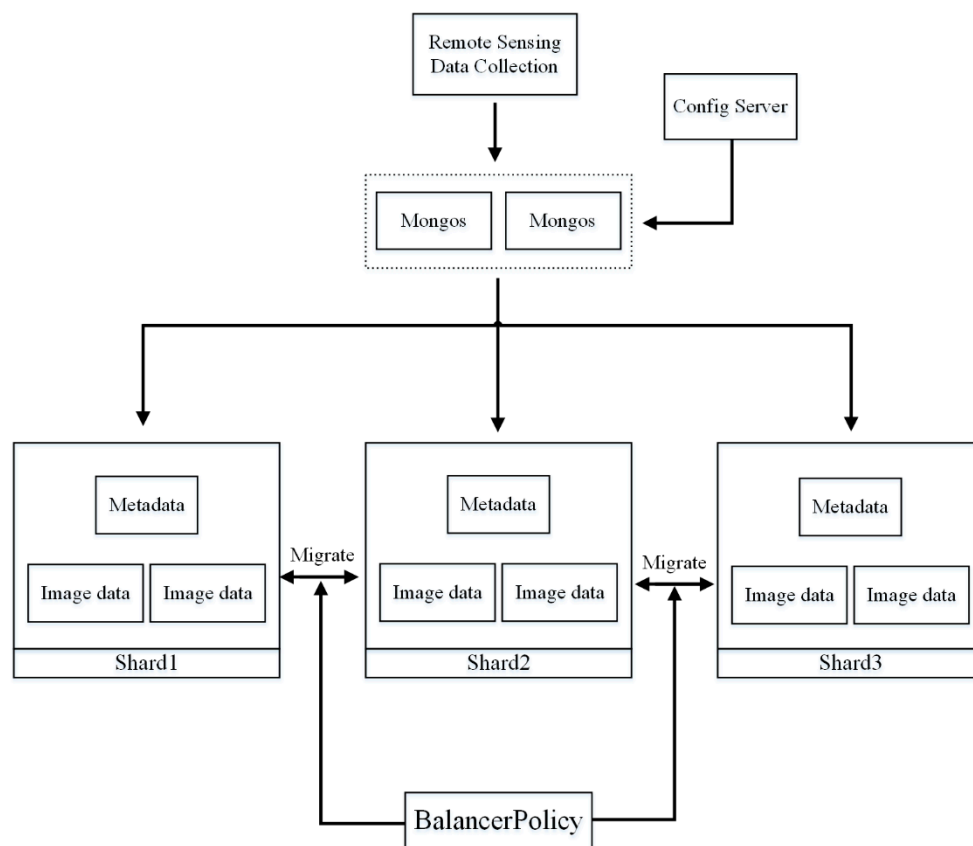 Remote Sensing
Data Collection
Config Server
Mongos
Mongos
Metadata
Metadata
Metadata
Migrate
Migrate
Image data
Image data
Image data
Image data
Image data
Image data
Shard1
Shard2
Shard3
BalancerPolicy